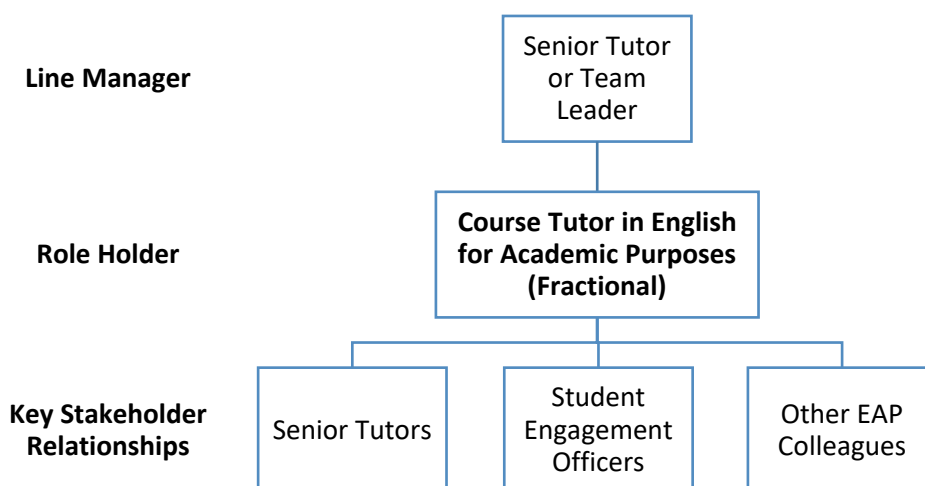 Line Manager
Senior Tutor
or Team
Leader
Role Holder
Course Tutor in English
for Academic Purposes
(Fractional)
Key Stakeholder
Relationships
Senior Tutors
Student
Engagement
Officers
Other EAP
Colleagues